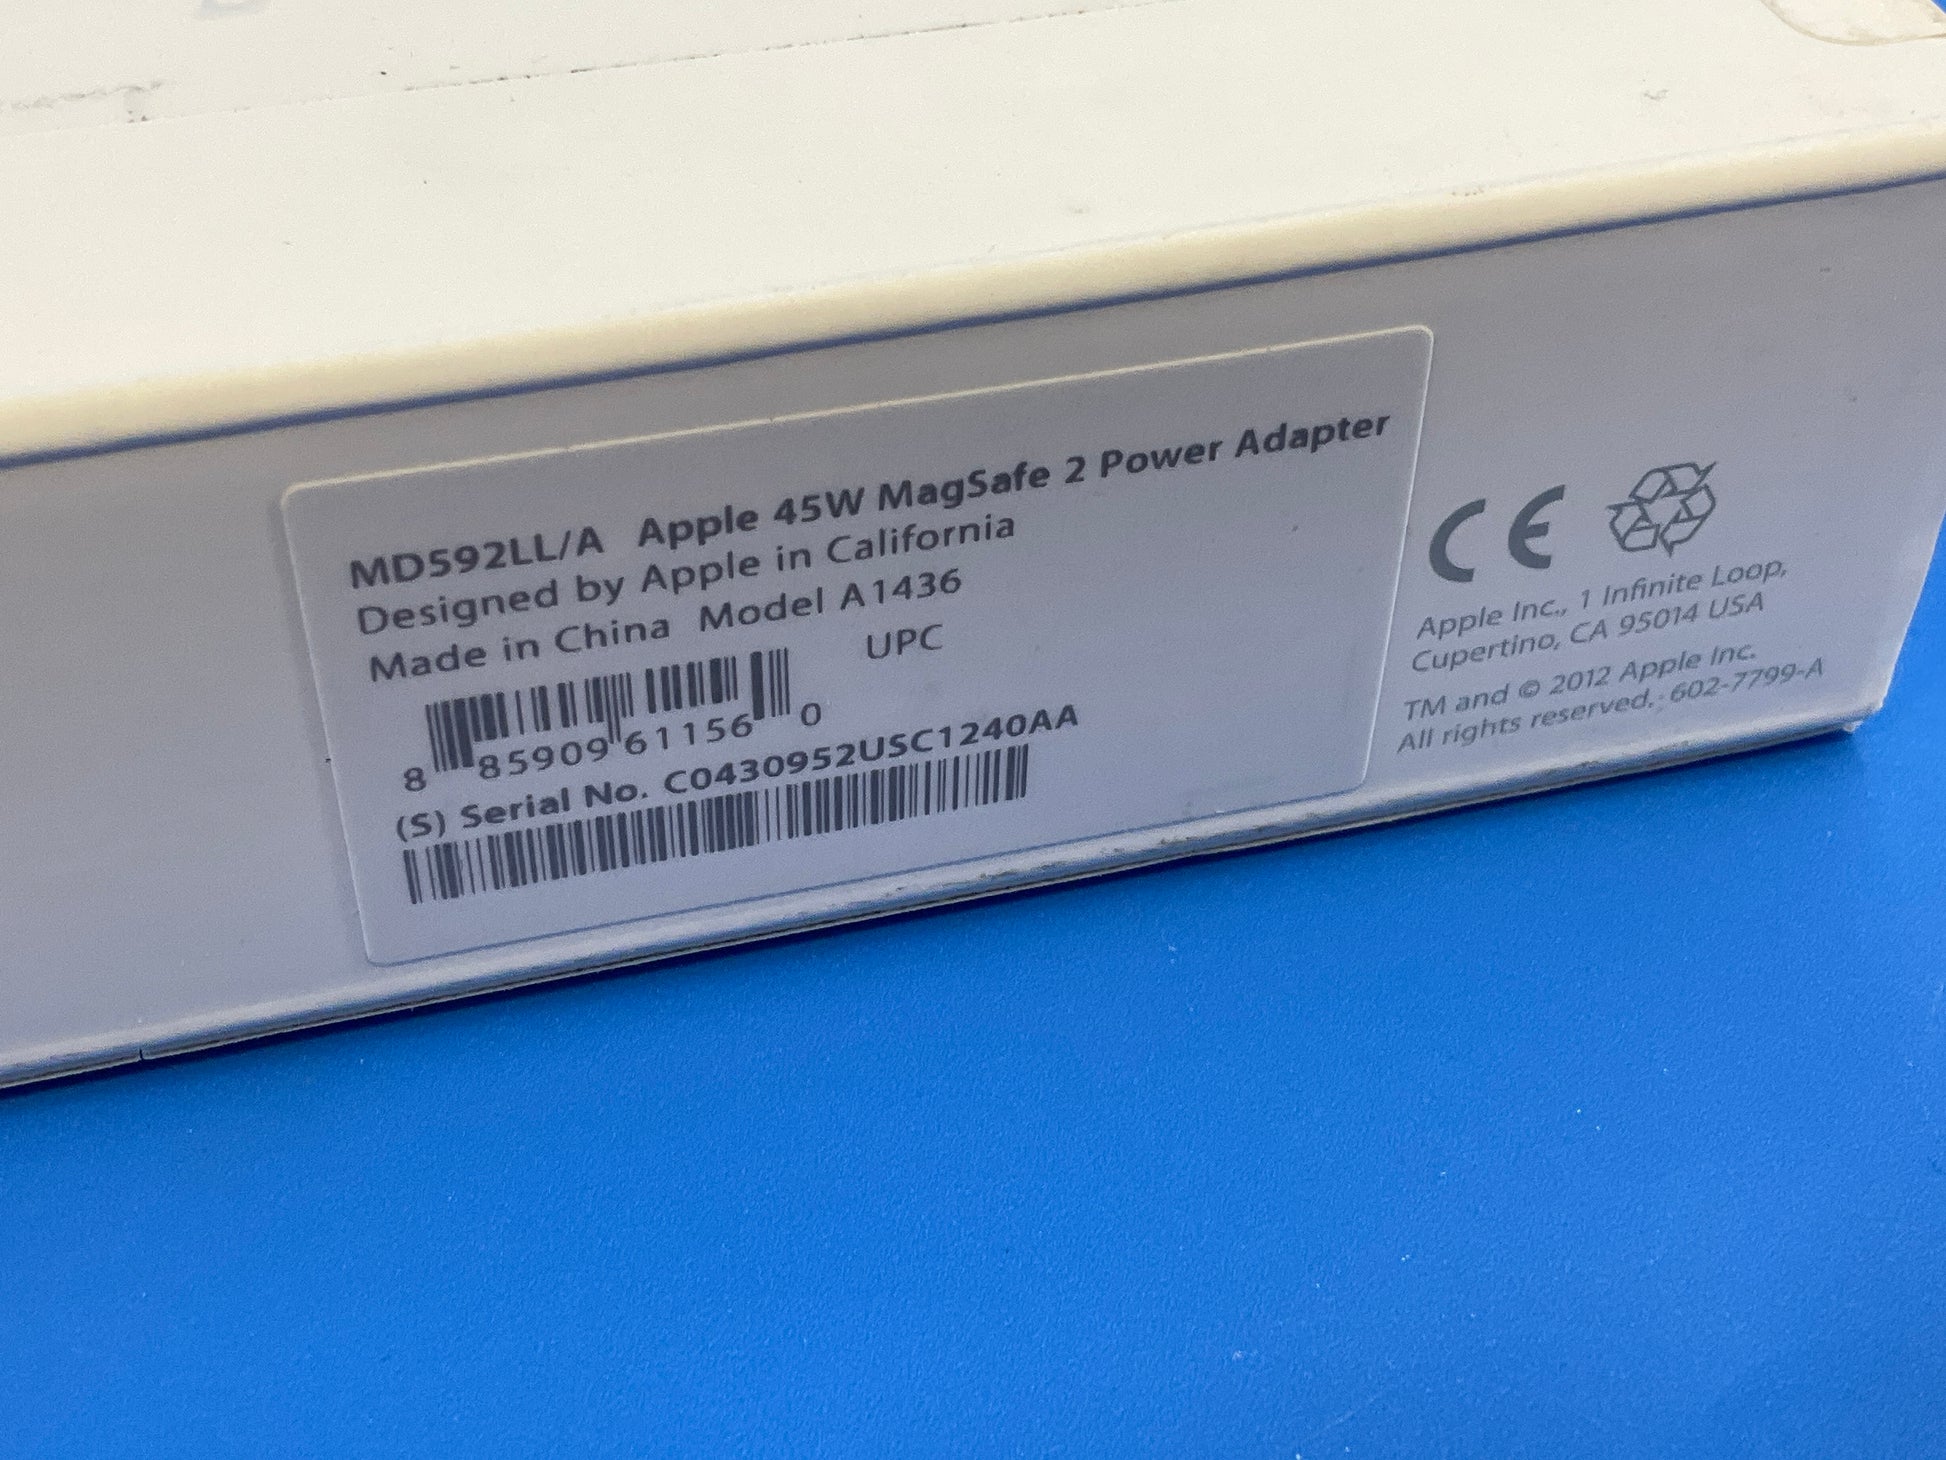 MD592LL/A Apple 45W MagSafe 2 Power Adapter
Designed by Apple in California
Made in China Model A1436
UPC
8 85909 61156 0
(S) Serial No. C0430952USC1240AA
CE
Apple Inc., 1 Infinite Loop,
Cupertino, CA 95014 USA
TM and © 2012 Apple Inc.
All rights reserved. 602-7799-A